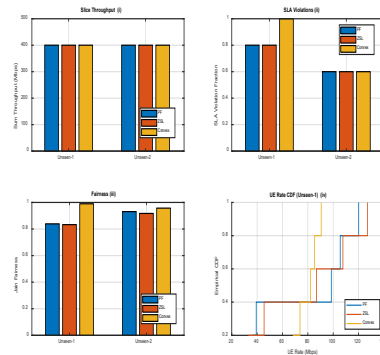 Slice Throughput (i)
Sum Throughput (Mbps)
500
400
300
200
100
0
Unseen-1
Unseen-2
PF
ZSL
Convex
SLA Violations (ii)
SLA Violation Fraction
1
0.8
0.6
0.4
0.2
0
Unseen-1
Unseen-2
PF
ZSL
Convex
Fairness (iii)
Jain Fairness
1
0.8
0.6
0.4
0.2
0
Unseen-1
Unseen-2
PF
ZSL
Convex
UE Rate CDF (Unseen-1) (iv)
Empirical CDF
1
0.8
0.6
0.4
0.2
20
40
60
80
100
120
UE Rate (Mbps)
PF
ZSL
Convex